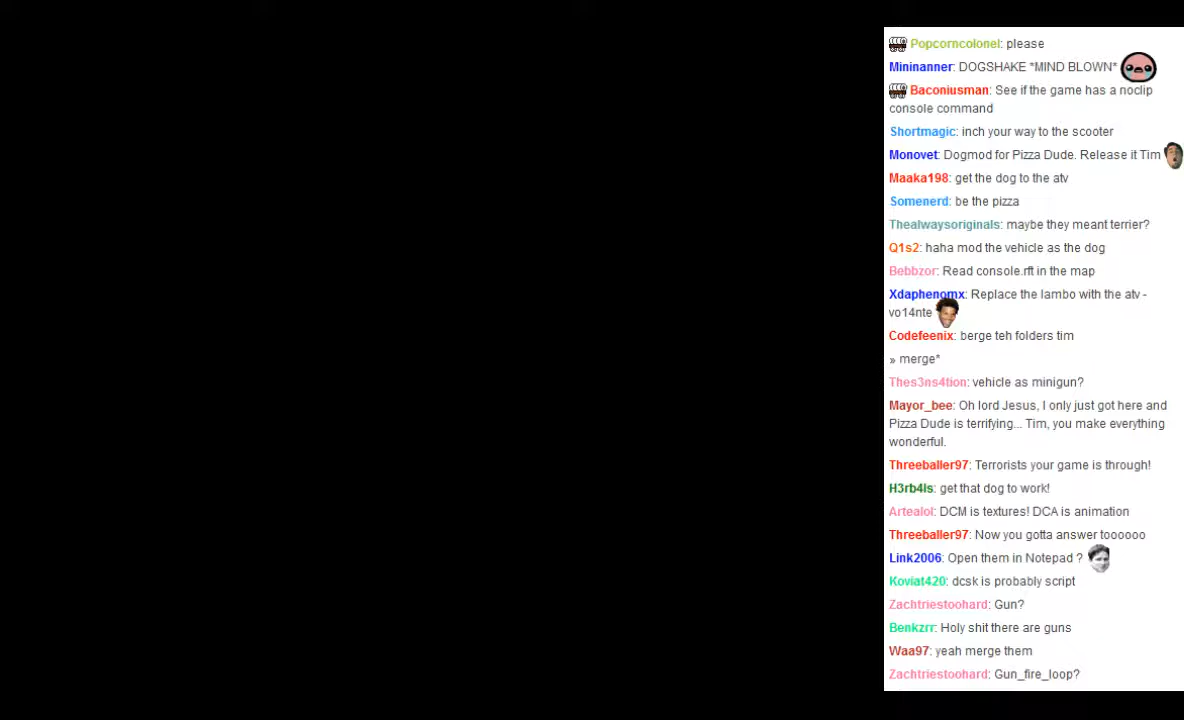 Popcorncolonel: please
Mininanner: DOGSHAKE *MIND BLOWN*
Baconiusman: See if the game has a noclip
console command
Shortmagic: inch your way to the scooter
Monovet: Dogmod for Pizza Dude. Release it Tim
Maaka198: get the dog to the atv
Somenerd: be the pizza
Thealwaysoriginals: maybe they meant terrier?
Q1s2: haha mod the vehicle as the dog
Bebbzor: Read console.rft in the map
Xdaphenomx: Replace the lambo with the atv -
vo14nte
Codefeenix: berge teh folders tim
» merge*
Thes3ns4tion: vehicle as minigun?
Mayor_bee: Oh lord Jesus, I only just got here and
Pizza Dude is terrifying... Tim, you make everything
wonderful.
Threeballer97: Terrorists your game is through!
H3rb4ls: get that dog to work!
Artealol: DCM is textures! DCA is animation
Threeballer97: Now you gotta answer toooooo
Link2006: Open them in Notepad ?
Koviat420: dcsk is probably script
Zachtriestoohard: Gun?
Benkzrr: Holy shit there are guns
Waa97: yeah merge them
Zachtriestoohard: Gun_fire_loop?